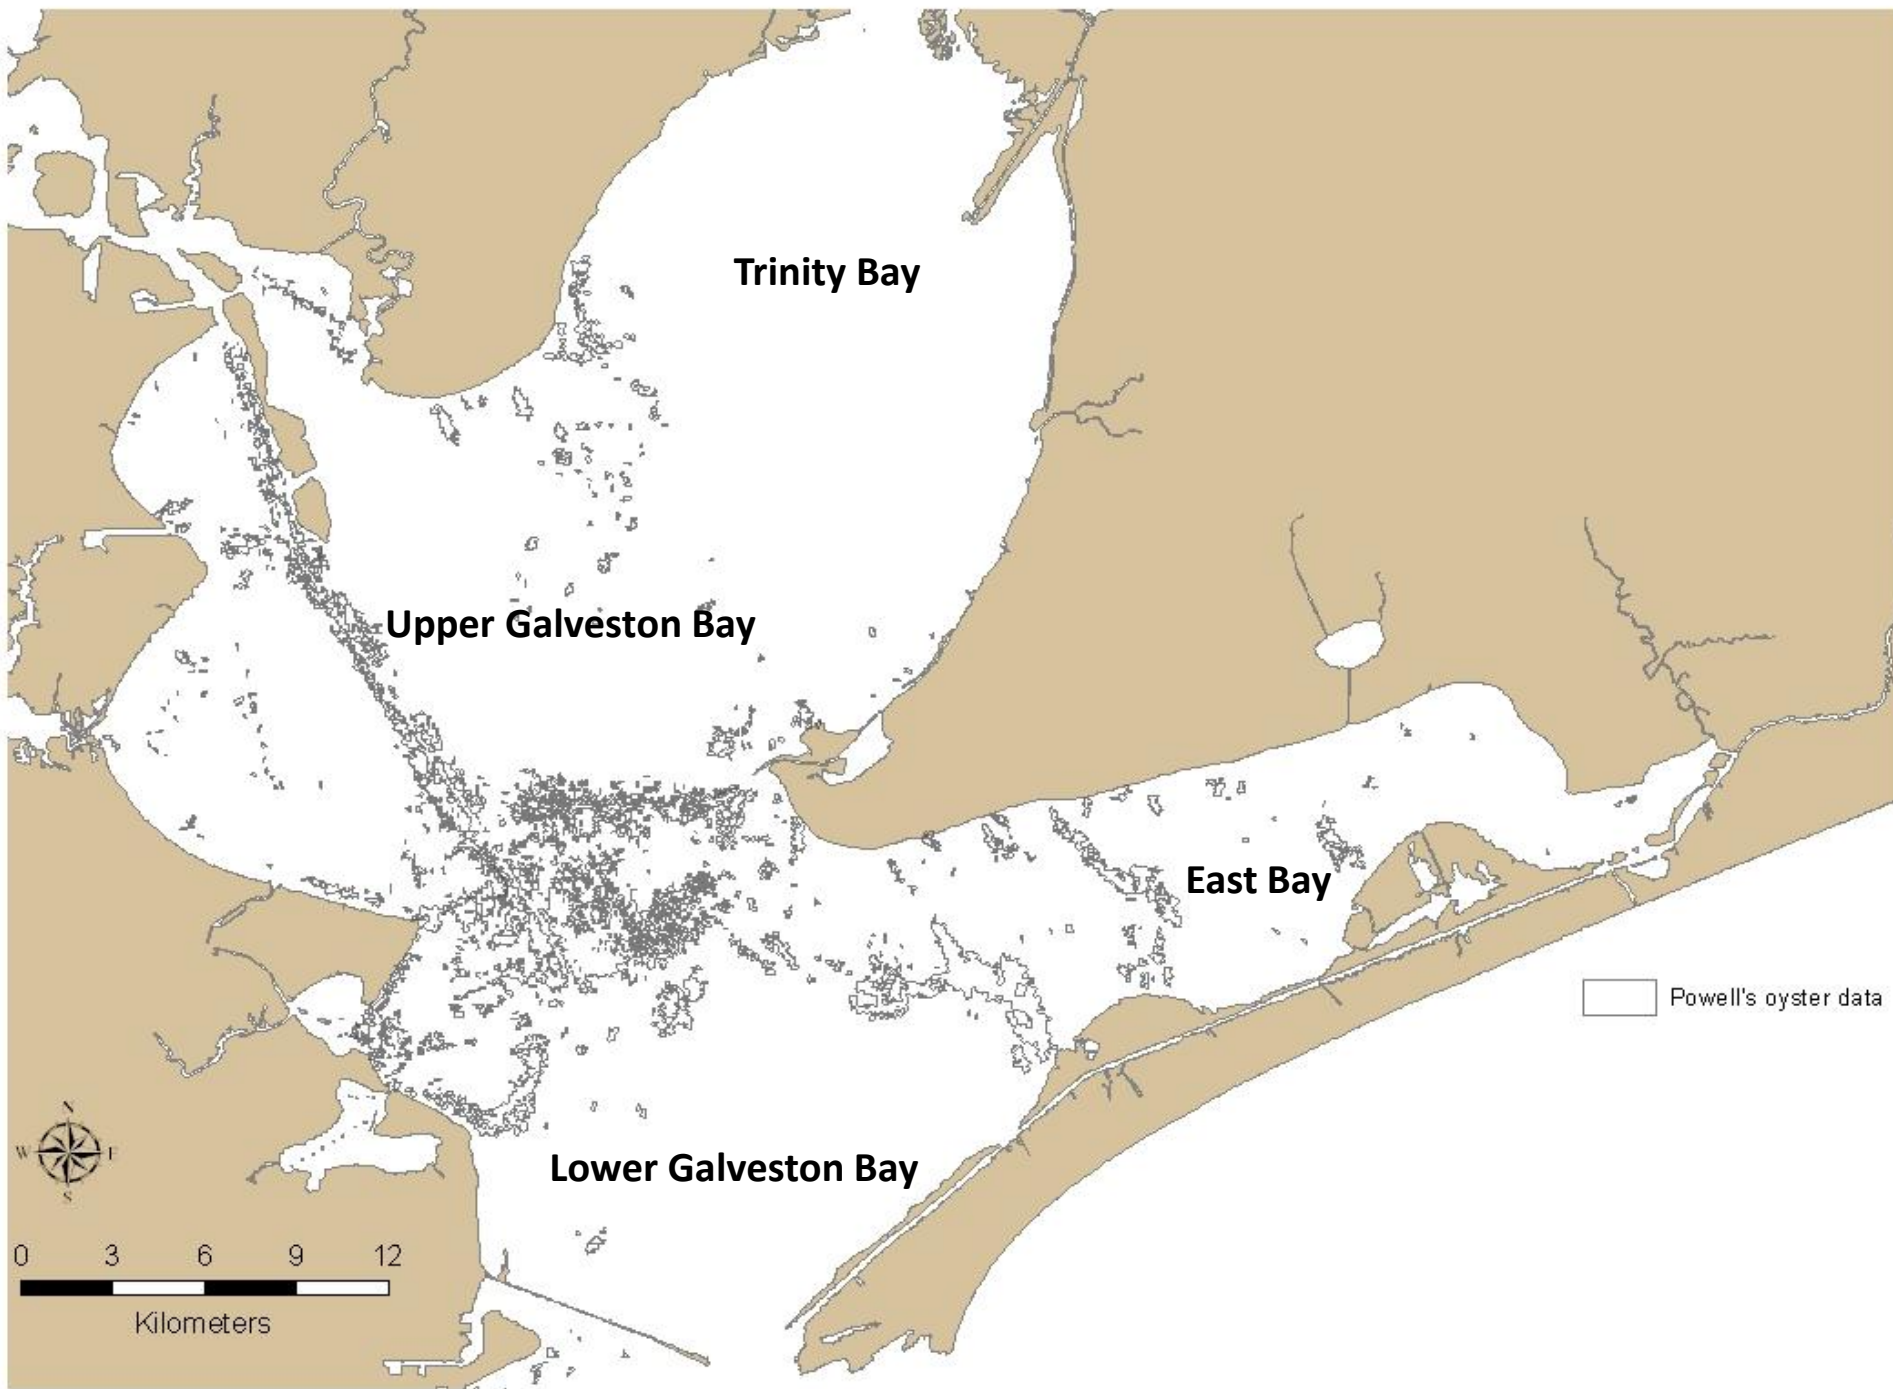 Trinity Bay
Upper Galveston Bay
East Bay
Powell's oyster data
Lower Galveston Bay
N
W E
S
0 3 6 9 12
Kilometers